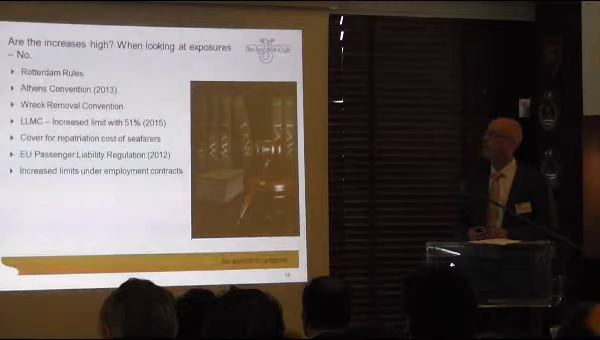 Are the increases high? When looking at exposures
– No.
Rotterdam Rules
Athens Convention (2013)
Wreck Removal Convention
LLMC – Increased limit with 51% (2015)
Cover for repatriation cost of seafarers
EU Passenger Liability Regulation (2012)
Increased limits under employment contracts